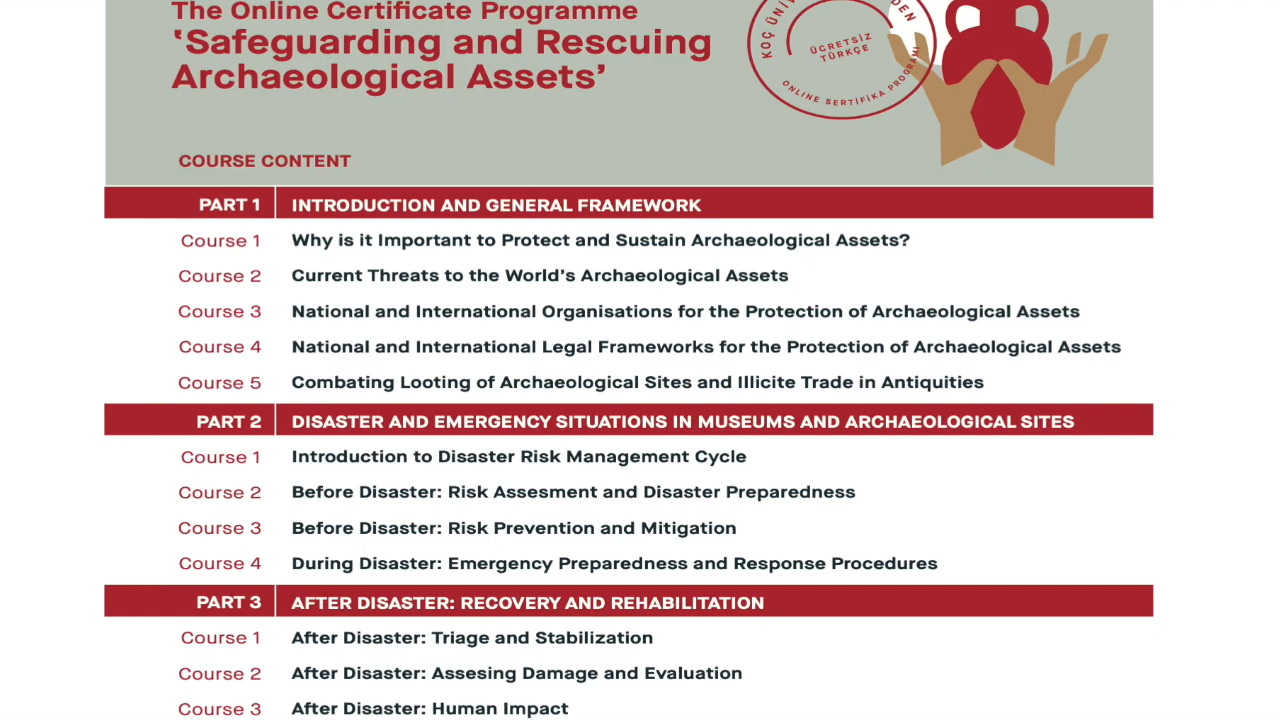 The Online Certificate Programme
‘Safeguarding and Rescuing
Archaeological Assets’
KOÇ ÜNİV
DEN
ÜCRETSİZ
TÜRKÇE
ONLINE SERTİFİKA PROGRAMI
COURSE CONTENT
PART 1 INTRODUCTION AND GENERAL FRAMEWORK
Course 1 Why is it Important to Protect and Sustain Archaeological Assets?
Course 2 Current Threats to the World’s Archaeological Assets
Course 3 National and International Organisations for the Protection of Archaeological Assets
Course 4 National and International Legal Frameworks for the Protection of Archaeological Assets
Course 5 Combating Looting of Archaeological Sites and Illicite Trade in Antiquities
PART 2 DISASTER AND EMERGENCY SITUATIONS IN MUSEUMS AND ARCHAEOLOGICAL SITES
Course 1 Introduction to Disaster Risk Management Cycle
Course 2 Before Disaster: Risk Assesment and Disaster Preparedness
Course 3 Before Disaster: Risk Prevention and Mitigation
Course 4 During Disaster: Emergency Preparedness and Response Procedures
PART 3 AFTER DISASTER: RECOVERY AND REHABILITATION
Course 1 After Disaster: Triage and Stabilization
Course 2 After Disaster: Assesing Damage and Evaluation
Course 3 After Disaster: Human Impact